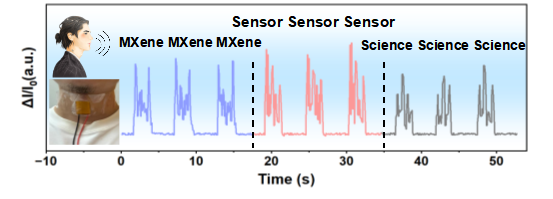 Sensor Sensor Sensor
MXene MXene MXene
Science Science Science
ΔI/I₀(a.u.)
−10 0 10 20 30 40 50
Time (s)